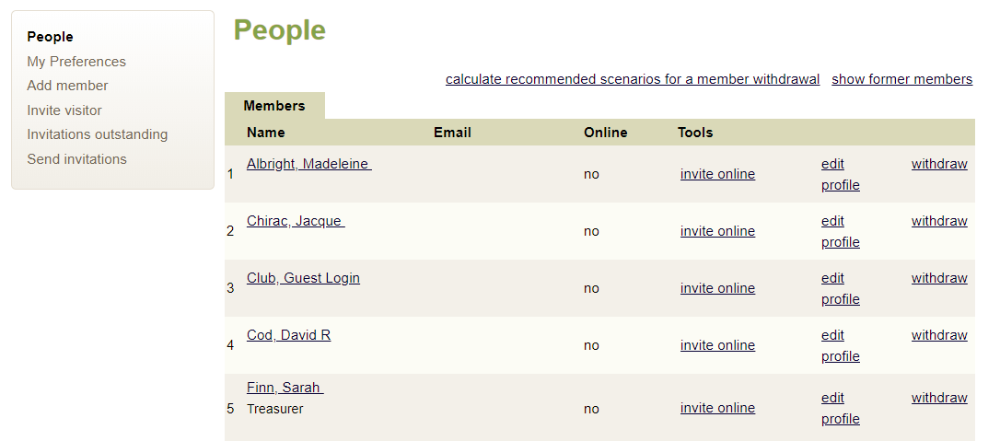 People
My Preferences
Add member
Invite visitor
Invitations outstanding
Send invitations
People
calculate recommended scenarios for a member withdrawal show former members
Members
Name Email Online Tools
1 Albright, Madeleine no invite online edit profile withdraw
2 Chirac, Jacque no invite online edit profile withdraw
3 Club, Guest Login no invite online edit profile withdraw
4 Cod, David R no invite online edit profile withdraw
5 Finn, Sarah Treasurer no invite online edit profile withdraw